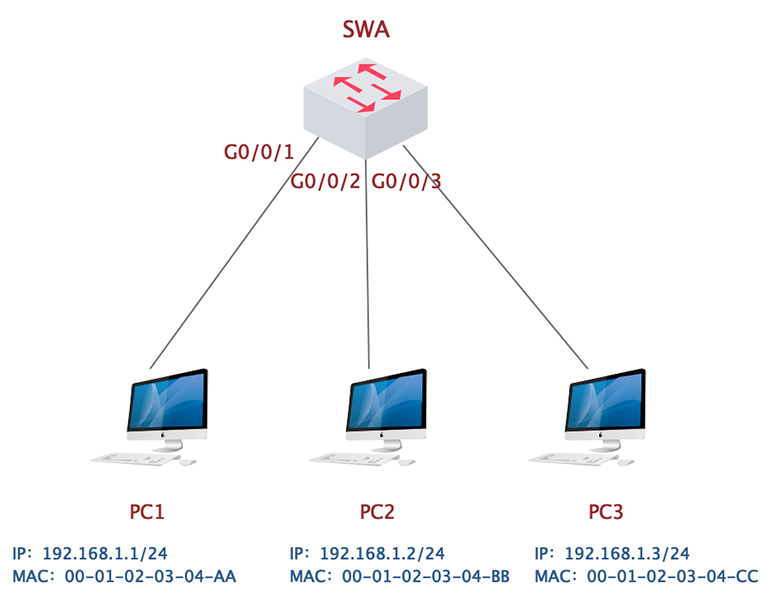 SWA
G0/0/1
G0/0/2 G0/0/3
PC1 PC2 PC3
IP: 192.168.1.1/24 IP: 192.168.1.2/24 IP: 192.168.1.3/24
MAC: 00-01-02-03-04-AA MAC: 00-01-02-03-04-BB MAC: 00-01-02-03-04-CC